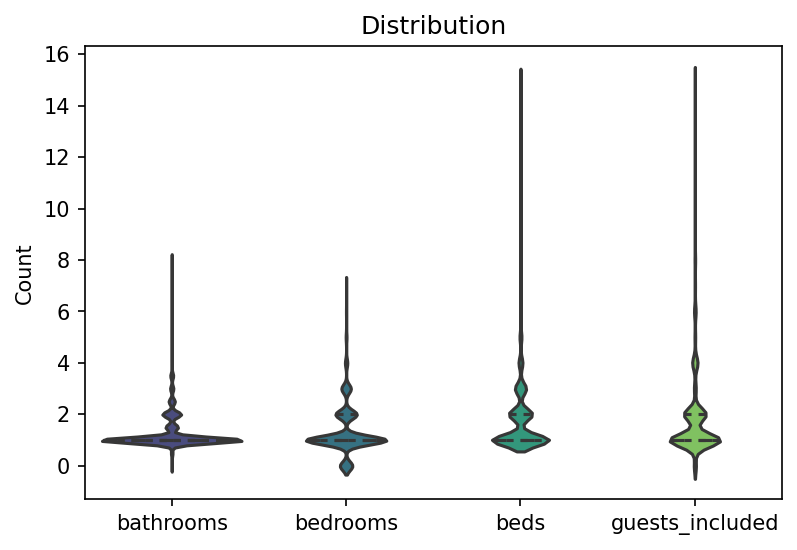 Distribution
Count
16
14
12
10
8
6
4
2
0
bathrooms
bedrooms
beds
guests_included